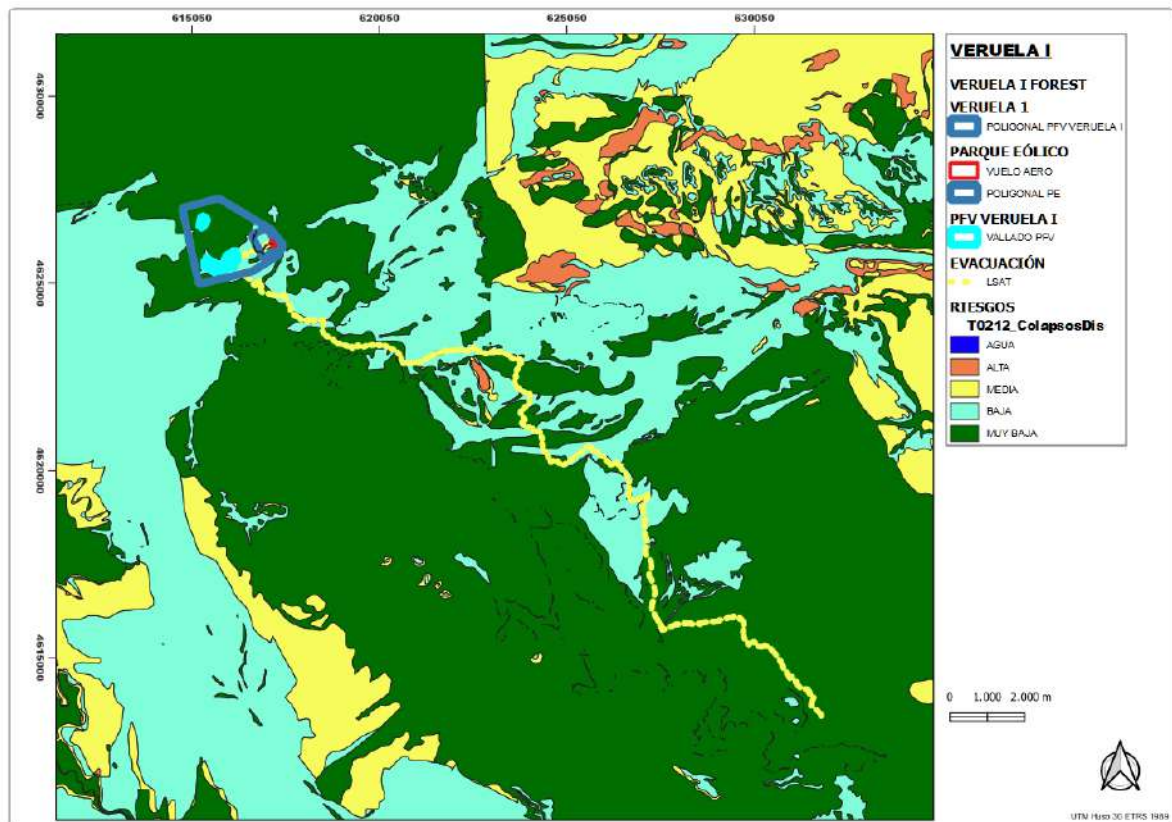 615050 620050 625050 630050
4630000
4625000
4620000
4615000
VERUELA I
VERUELA I FOREST
VERUELA 1
POLIGONAL PFV VERUELA I
PARQUE EÓLICO
VUELO AERO
POLIGONAL PE
PFV VERUELA I
VALLADO PFV
EVACUACIÓN
LSAT
RIESGOS
T0212_ColapsosDis
AGUA
ALTA
MEDIA
BAJA
MUY BAJA
0 1.000 2.000 m
UTM Huso 30 ETRS 1989